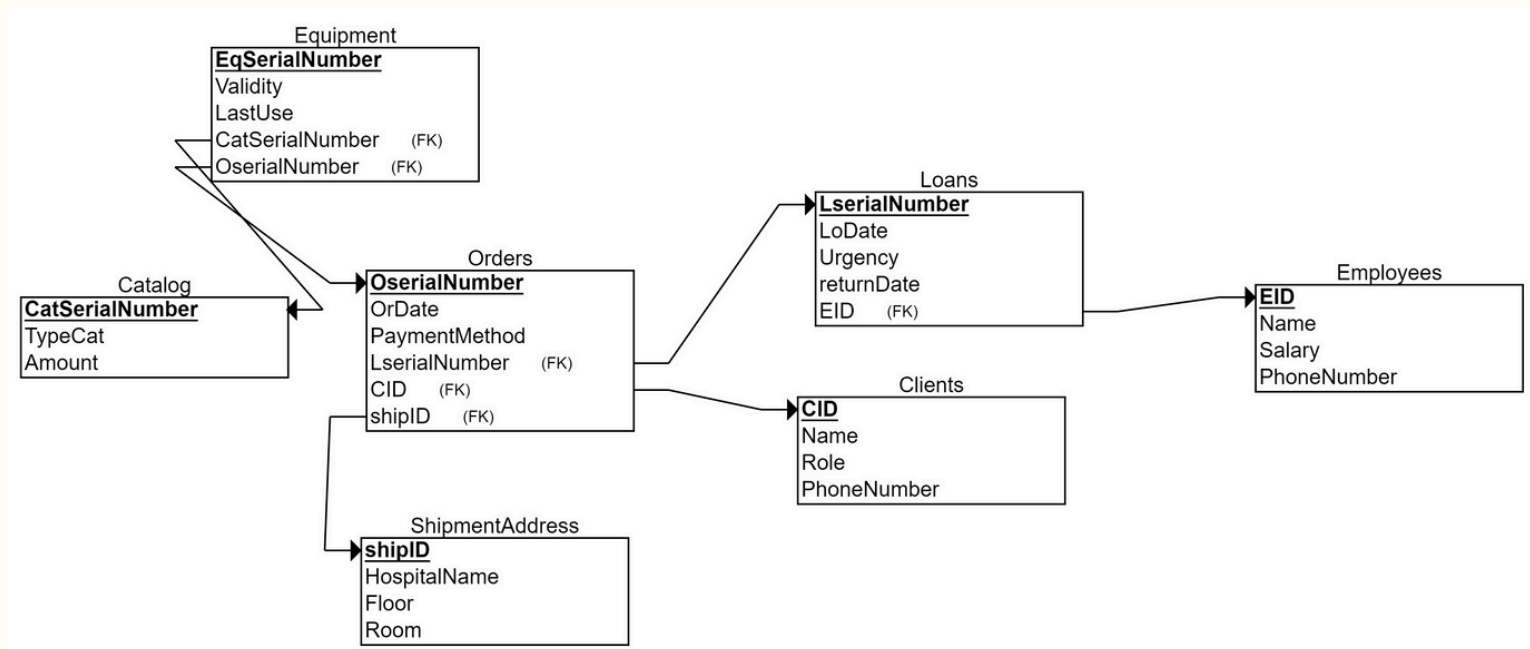 Equipment
EqSerialNumber
Validity
LastUse
CatSerialNumber (FK)
OserialNumber (FK)
Catalog
CatSerialNumber
TypeCat
Amount
Orders
OserialNumber
OrDate
PaymentMethod
LserialNumber (FK)
CID (FK)
shipID (FK)
ShipmentAddress
shipID
HospitalName
Floor
Room
Loans
LserialNumber
LoDate
Urgency
returnDate
EID (FK)
Clients
CID
Name
Role
PhoneNumber
Employees
EID
Name
Salary
PhoneNumber